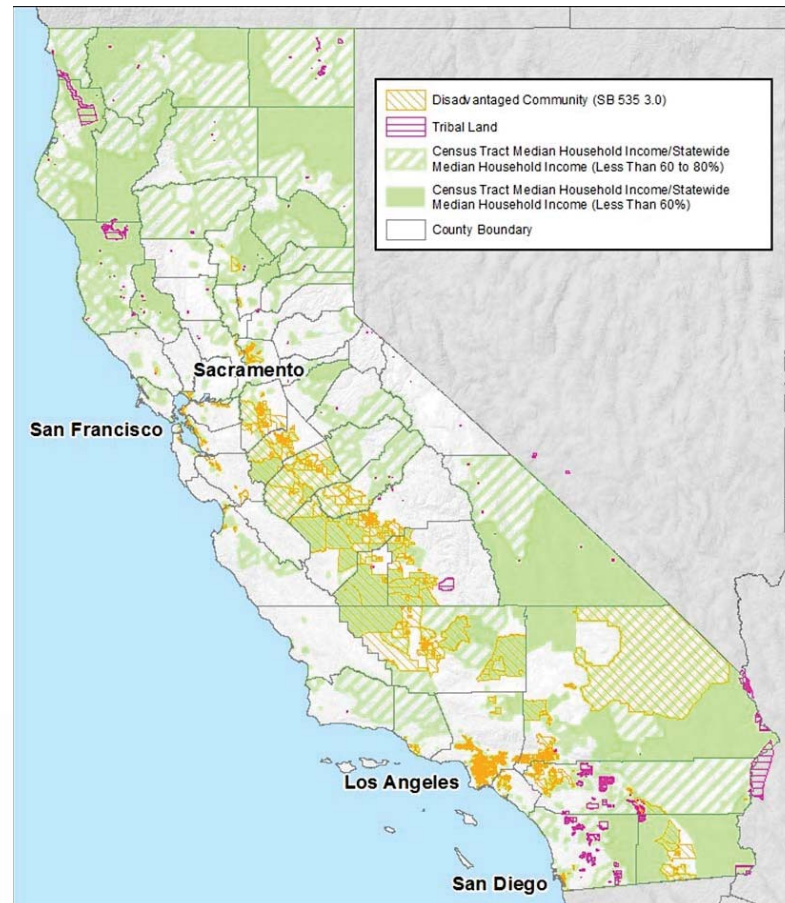 Disadvantaged Community (SB 535 3.0)
Tribal Land
Census Tract Median Household Income/Statewide
Median Household Income (Less Than 60 to 80%)
Census Tract Median Household Income/Statewide
Median Household Income (Less Than 60%)
County Boundary
Sacramento
San Francisco
Los Angeles
San Diego